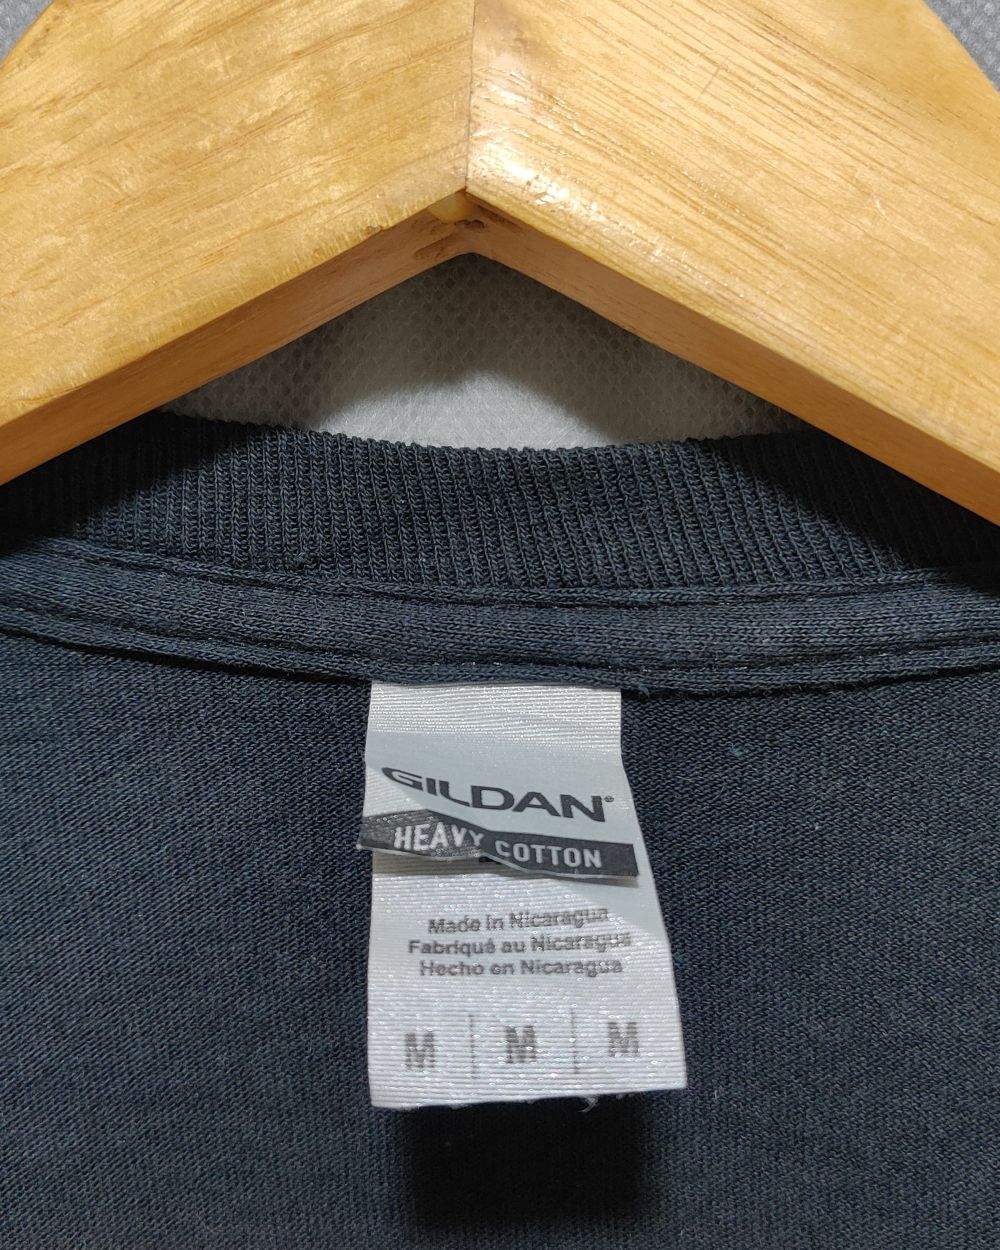 GILDAN®
HEAVY COTTON
Made in Nicaragua
Fabriqué au Nicaragua
Hecho en Nicaragua
M | M | M